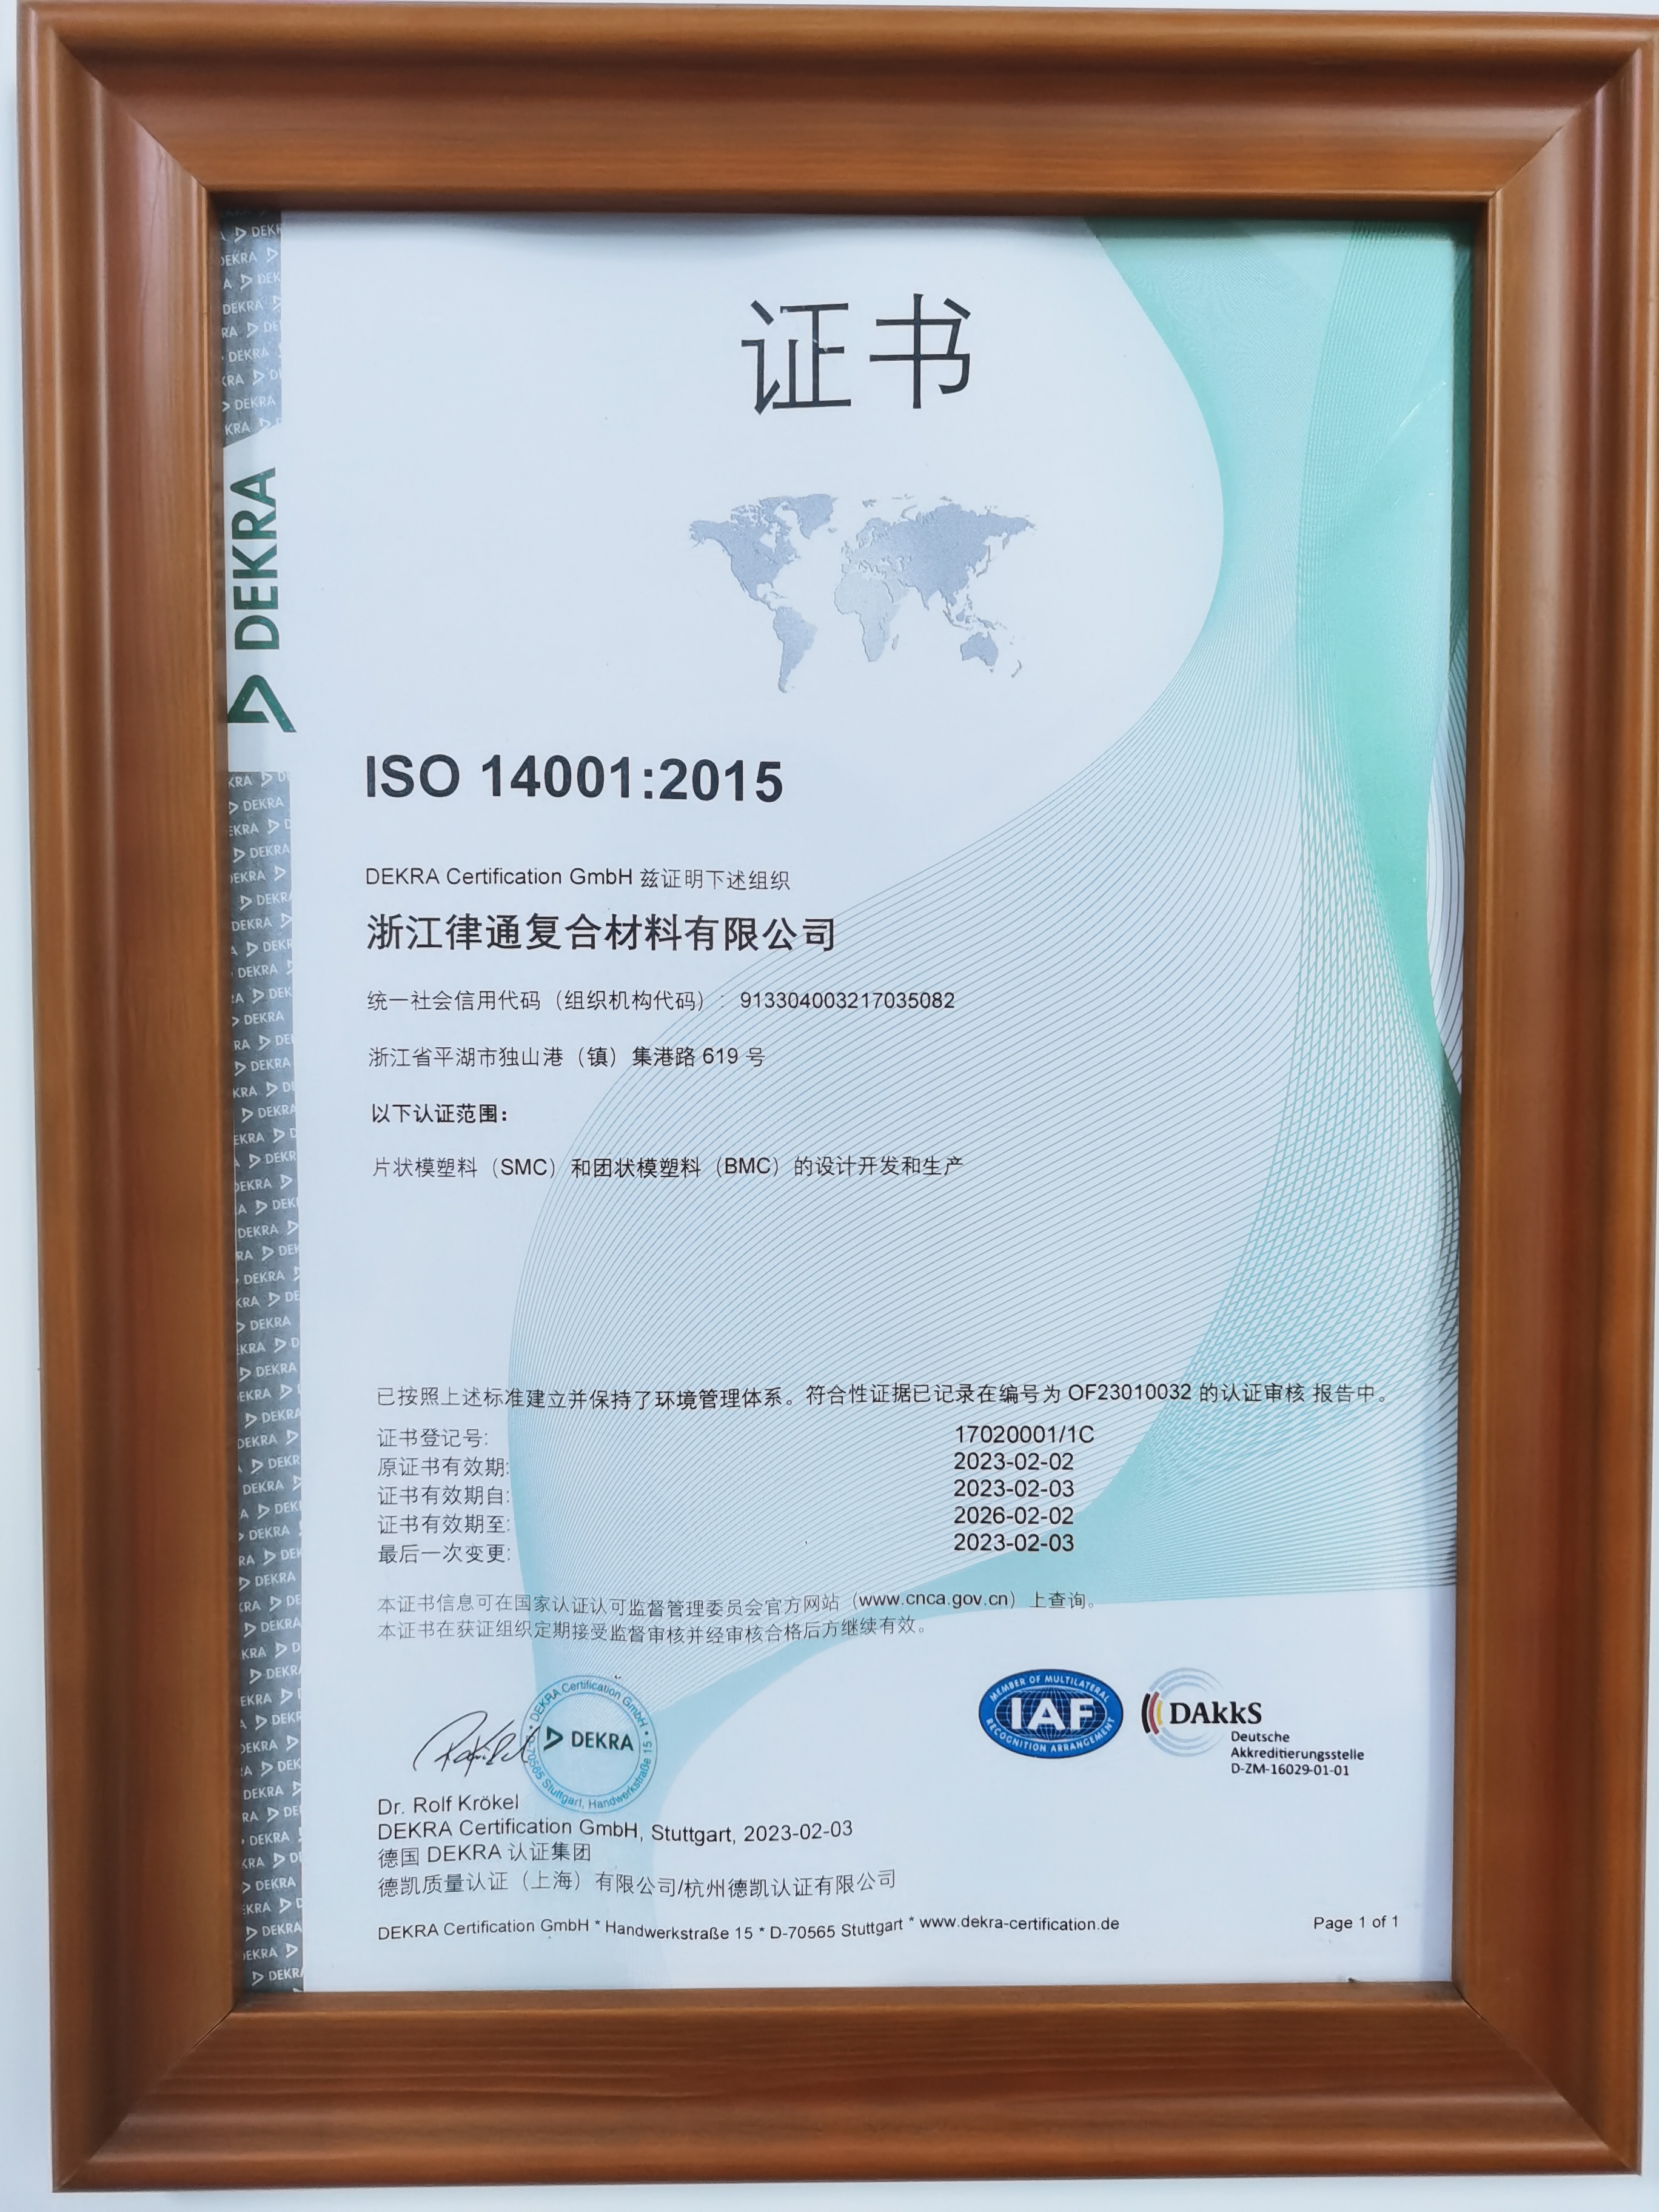 证书
DEKRA
ISO 14001:2015
DEKRA Certification GmbH 兹证明下述组织
浙江律通复合材料有限公司
统一社会信用代码（组织机构代码）: 913304003217035082
浙江省平湖市独山港（镇）集港路 619 号
以下认证范围:
片状模塑料（SMC）和团状模塑料（BMC）的设计开发和生产
已按照上述标准建立并保持了环境管理体系。符合性证据已记录在编号为 OF23010032 的认证审核 报告中。
证书登记号: 17020001/1C
原证书有效期: 2023-02-02
证书有效期自: 2023-02-03
证书有效期至: 2026-02-02
最后一次变更: 2023-02-03
本证书信息可在国家认证认可监督管理委员会官方网站（www.cnca.gov.cn）上查询。
本证书在获证组织定期接受监督审核并经审核合格后方继续有效。
DEKRA Certification GmbH * 70565 Stuttgart, Handwerkstraße 15 *
DEKRA
MEMBER OF MULTILATERAL
IAF
RECOGNITION ARRANGEMENT
DAkkS
Deutsche
Akkreditierungsstelle
D-ZM-16029-01-01
Dr. Rolf Krökel
DEKRA Certification GmbH, Stuttgart, 2023-02-03
德国 DEKRA 认证集团
德凯质量认证（上海）有限公司/杭州德凯认证有限公司
DEKRA Certification GmbH * Handwerkstraße 15 * D-70565 Stuttgart * www.dekra-certification.de
Page 1 of 1